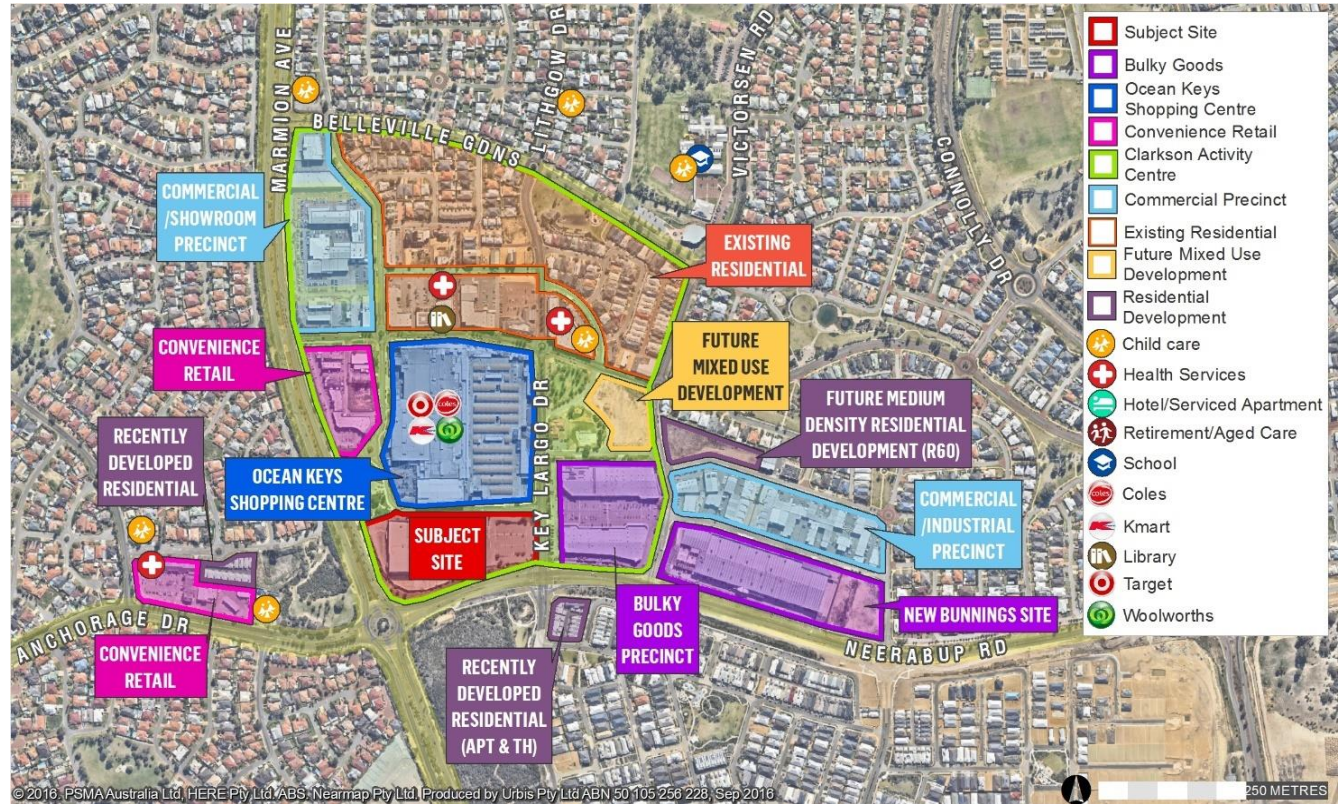 MARMION AVE
BELLEVILLE GDNS
LITHGOW DR
VICTORSEN RD
CONNOLLY DR
COMMERCIAL
/SHOWROOM
PRECINCT
EXISTING
RESIDENTIAL
CONVENIENCE
RETAIL
FUTURE
MIXED USE
DEVELOPMENT
RECENTLY
DEVELOPED
RESIDENTIAL
coles
K
KEY LARGO DR
FUTURE MEDIUM
DENSITY RESIDENTIAL
DEVELOPMENT (R60)
OCEAN KEYS
SHOPPING CENTRE
SUBJECT
SITE
COMMERCIAL
/INDUSTRIAL
PRECINCT
ANCHORAGE DR
CONVENIENCE
RETAIL
BULKY
GOODS
PRECINCT
NEW BUNNINGS SITE
NEERABUP RD
RECENTLY
DEVELOPED
RESIDENTIAL
(APT & TH)
Subject Site
Bulky Goods
Ocean Keys
Shopping Centre
Convenience Retail
Clarkson Activity
Centre
Commercial Precinct
Existing Residential
Future Mixed Use
Development
Residential
Development
Child care
Health Services
Hotel/Serviced Apartment
Retirement/Aged Care
School
coles
Coles
K
Kmart
Library
Target
Woolworths
© 2016. PSMA Australia Ltd, HERE Pty Ltd. ABS. Nearmap Pty Ltd. Produced by Urbis Pty Ltd ABN 50 105 256 228, Sep 2016
250 METRES